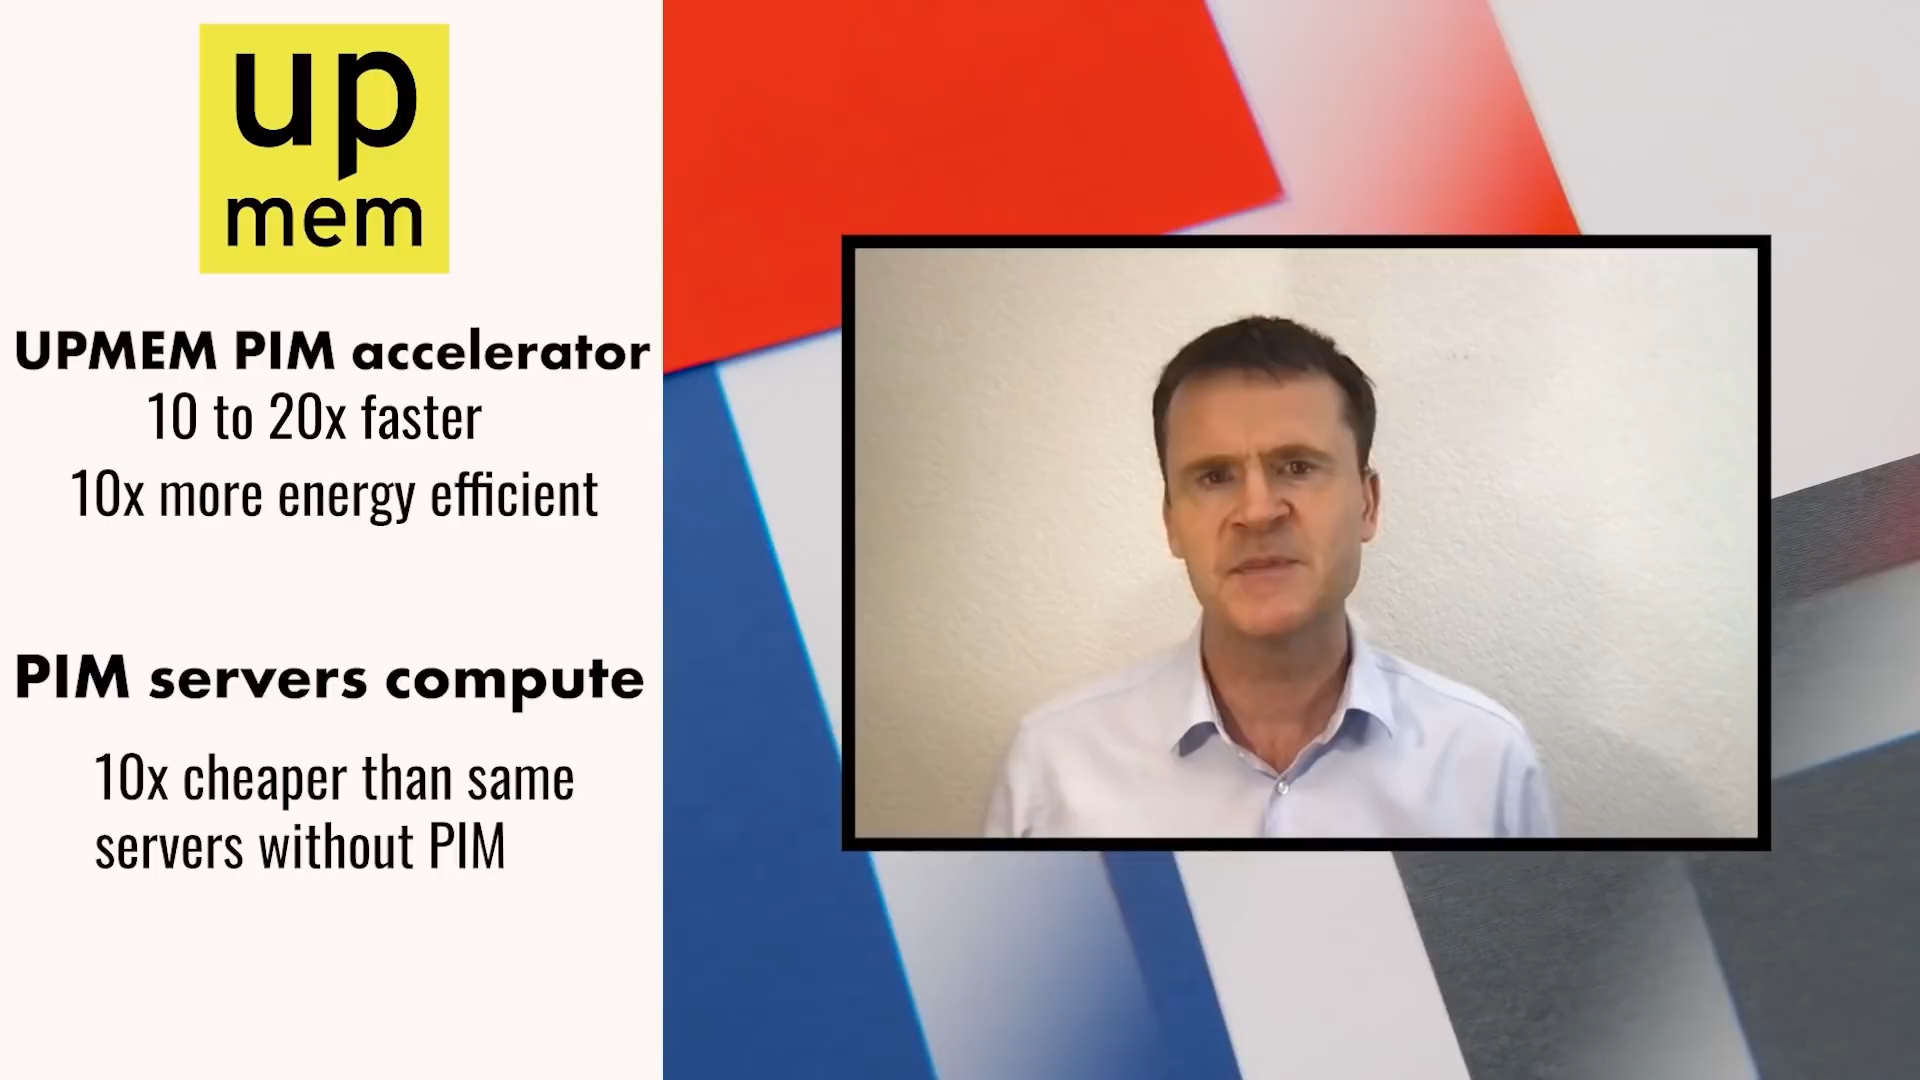 up
mem
UPMEM PIM accelerator
10 to 20x faster
10x more energy efficient
PIM servers compute
10x cheaper than same
servers without PIM